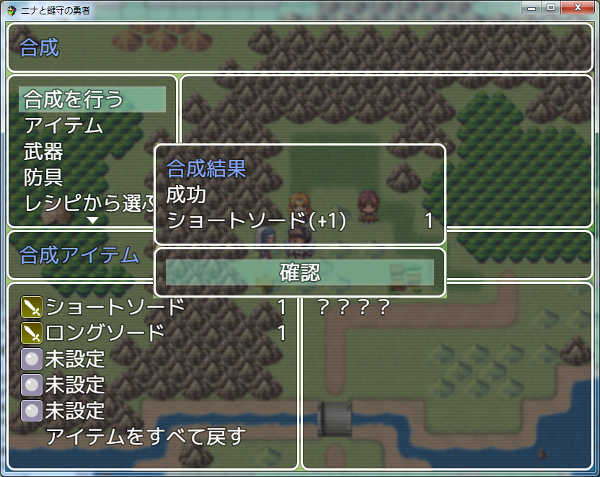 ニナと鍵守の勇者
合成
合成を行う
アイテム
武器
防具
レシピから選ぶ
合成結果
成功
ショートソード(+1) 1
確認
合成アイテム
ショートソード 1
ロングソード 1
未設定
未設定
未設定
アイテムをすべて戻す
？？？？